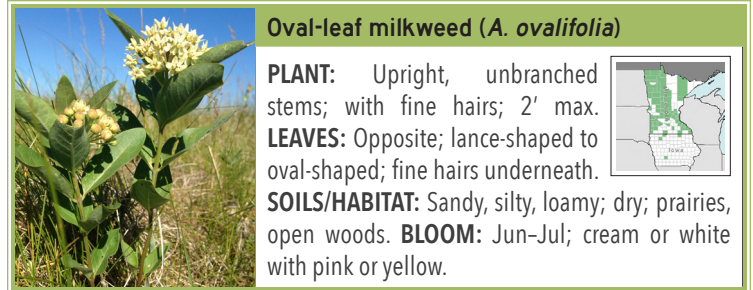 Oval-leaf milkweed (A. ovalifolia)
PLANT: Upright, unbranched
stems; with fine hairs; 2’ max.
LEAVES: Opposite; lance-shaped to
oval-shaped; fine hairs underneath.
Iowa
SOILS/HABITAT: Sandy, silty, loamy; dry; prairies,
open woods. BLOOM: Jun–Jul; cream or white
with pink or yellow.